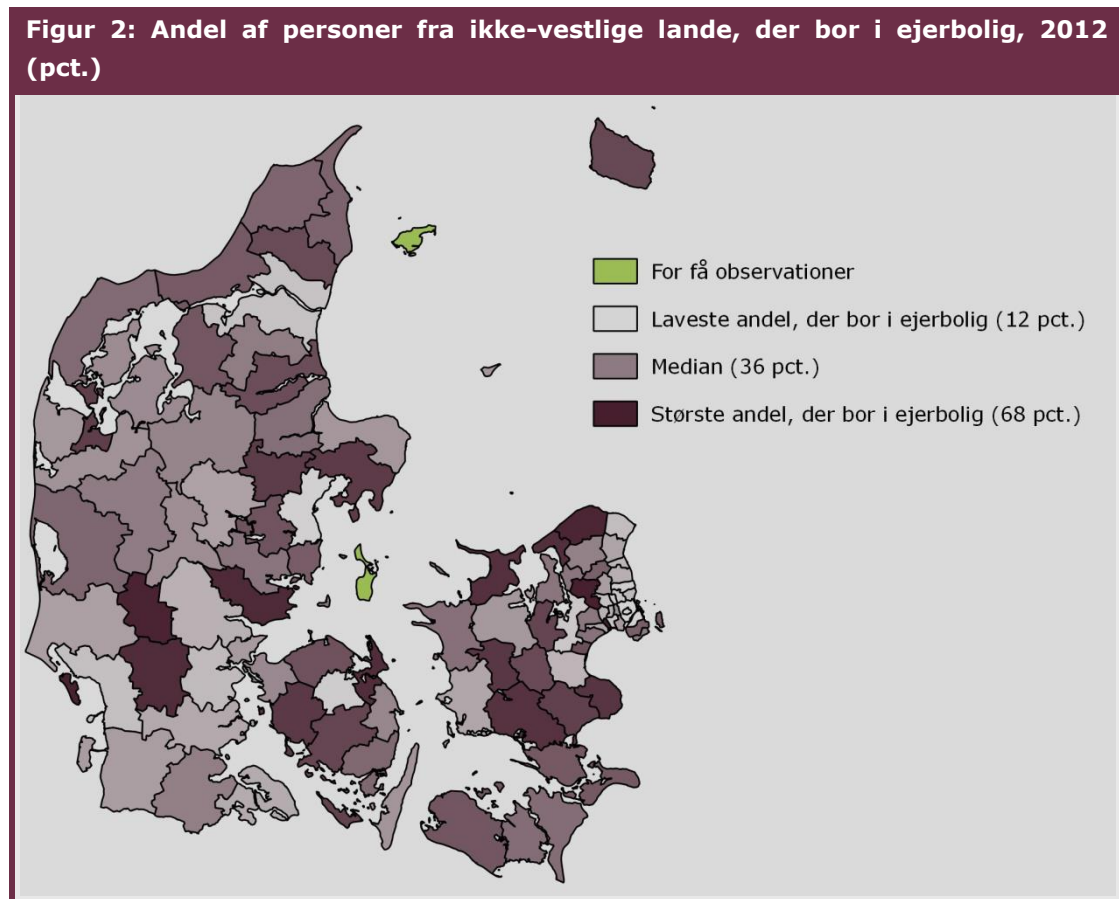 Figur 2: Andel af personer fra ikke-vestlige lande, der bor i ejerbolig, 2012
(pct.)
For få observationer
Laveste andel, der bor i ejerbolig (12 pct.)
Median (36 pct.)
Største andel, der bor i ejerbolig (68 pct.)